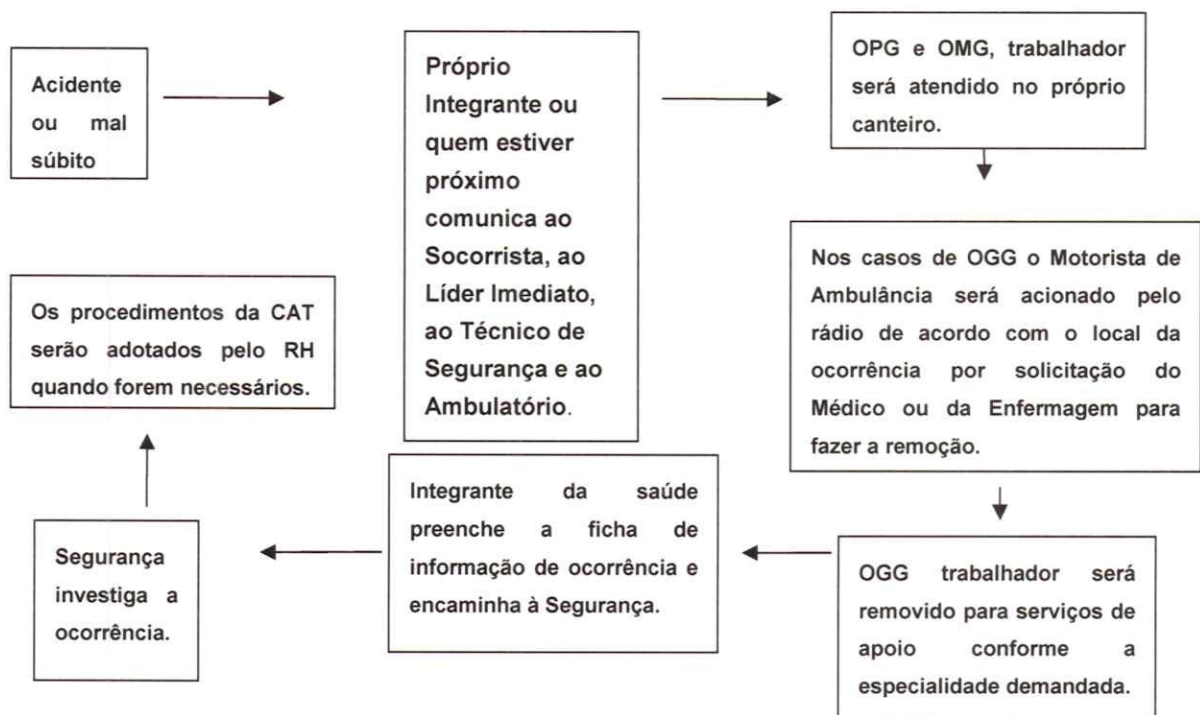 Acidente
ou mal
súbito
Próprio
Integrante ou
quem estiver
próximo
comunica ao
Socorrista, ao
Líder Imediato,
ao Técnico de
Segurança e ao
Ambulatório.
OPG e OMG, trabalhador
será atendido no próprio
canteiro.
Nos casos de OGG o Motorista de
Ambulância será acionado pelo
rádio de acordo com o local da
ocorrência por solicitação do
Médico ou da Enfermagem para
fazer a remoção.
OGG trabalhador será
removido para serviços de
apoio conforme a
especialidade demandada.
Integrante da saúde
preenche a ficha de
informação de ocorrência e
encaminha à Segurança.
Segurança
investiga a
ocorrência.
Os procedimentos da CAT
serão adotados pelo RH
quando forem necessários.